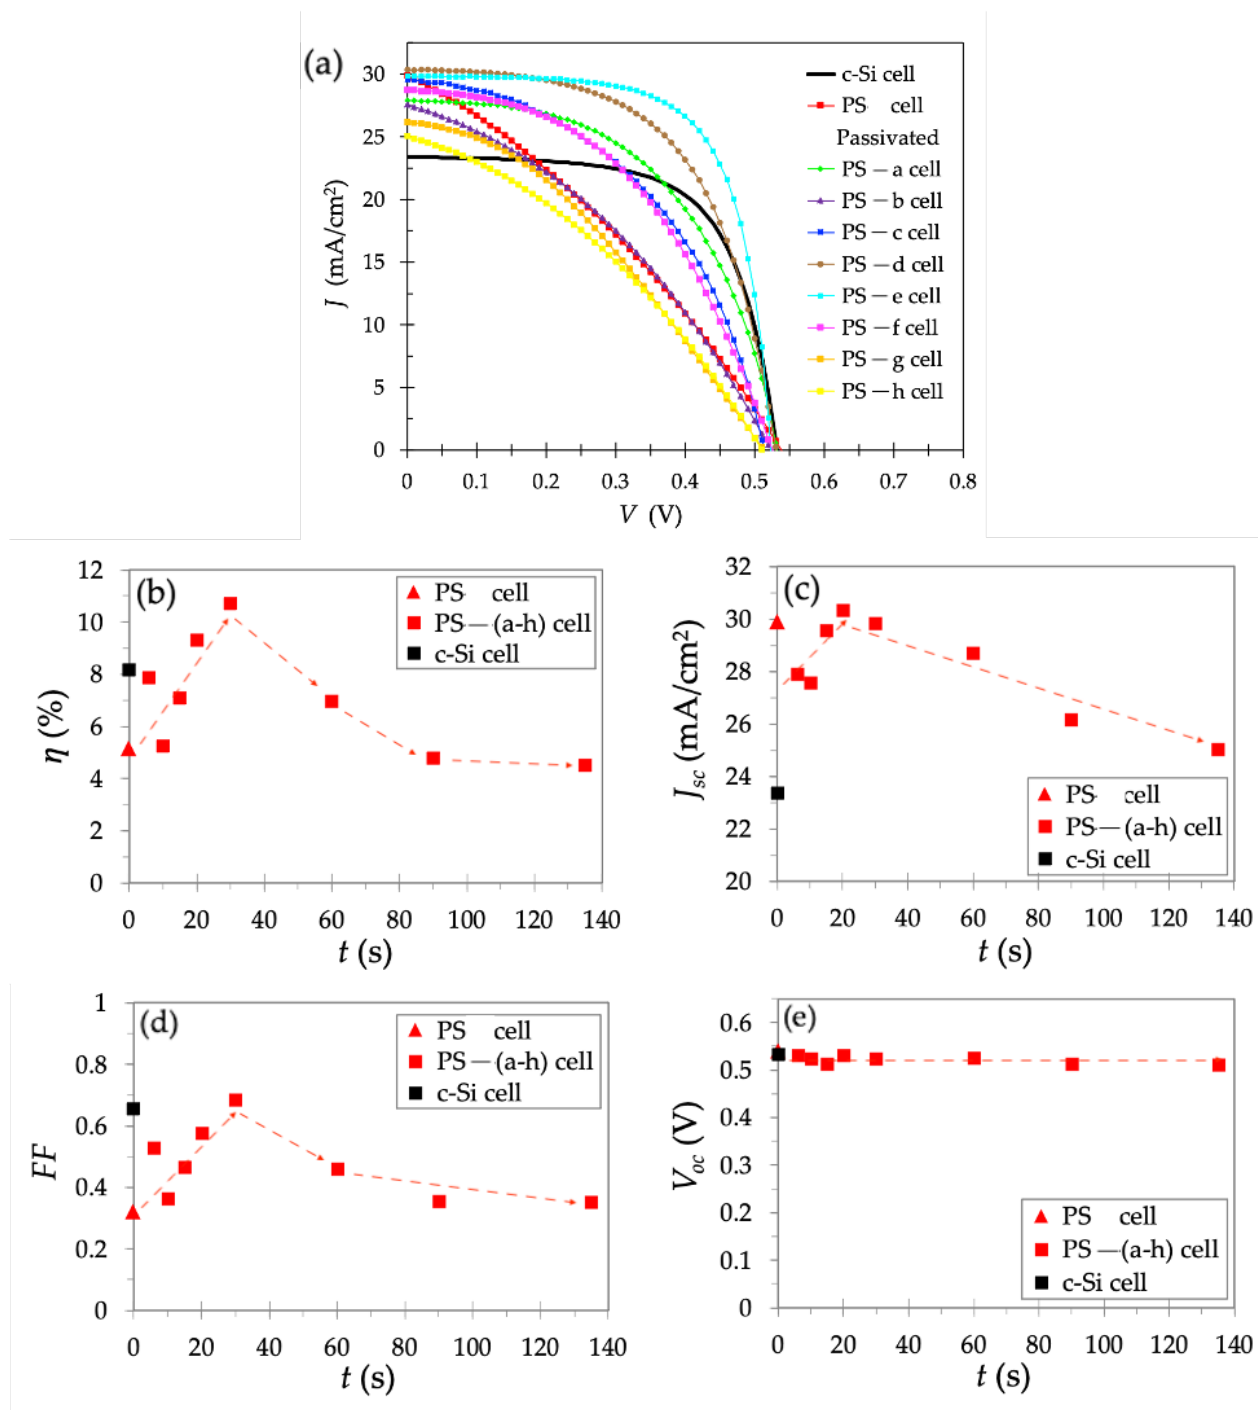 (a)
30
25
20
15
10
5
0
J (mA/cm²)
0 0.1 0.2 0.3 0.4 0.5 0.6 0.7 0.8
V (V)
c-Si cell
PS- cell
Passivated
PS — a cell
PS — b cell
PS — c cell
PS — d cell
PS — e cell
PS — f cell
PS — g cell
PS — h cell
(b)
12
10
8
6
4
2
0
η (%)
0 20 40 60 80 100 120 140
t (s)
PS- cell
PS — (a-h) cell
c-Si cell
(c)
32
30
28
26
24
22
20
Jsc (mA/cm²)
0 20 40 60 80 100 120 140
t (s)
PS- cell
PS — (a-h) cell
c-Si cell
(d)
1
0.8
0.6
0.4
0.2
0
FF
0 20 40 60 80 100 120 140
t (s)
PS cell
PS — (a-h) cell
c-Si cell
(e)
0.6
0.5
0.4
0.3
0.2
0.1
0
Voc (V)
0 20 40 60 80 100 120 140
t (s)
PS cell
PS — (a-h) cell
c-Si cell